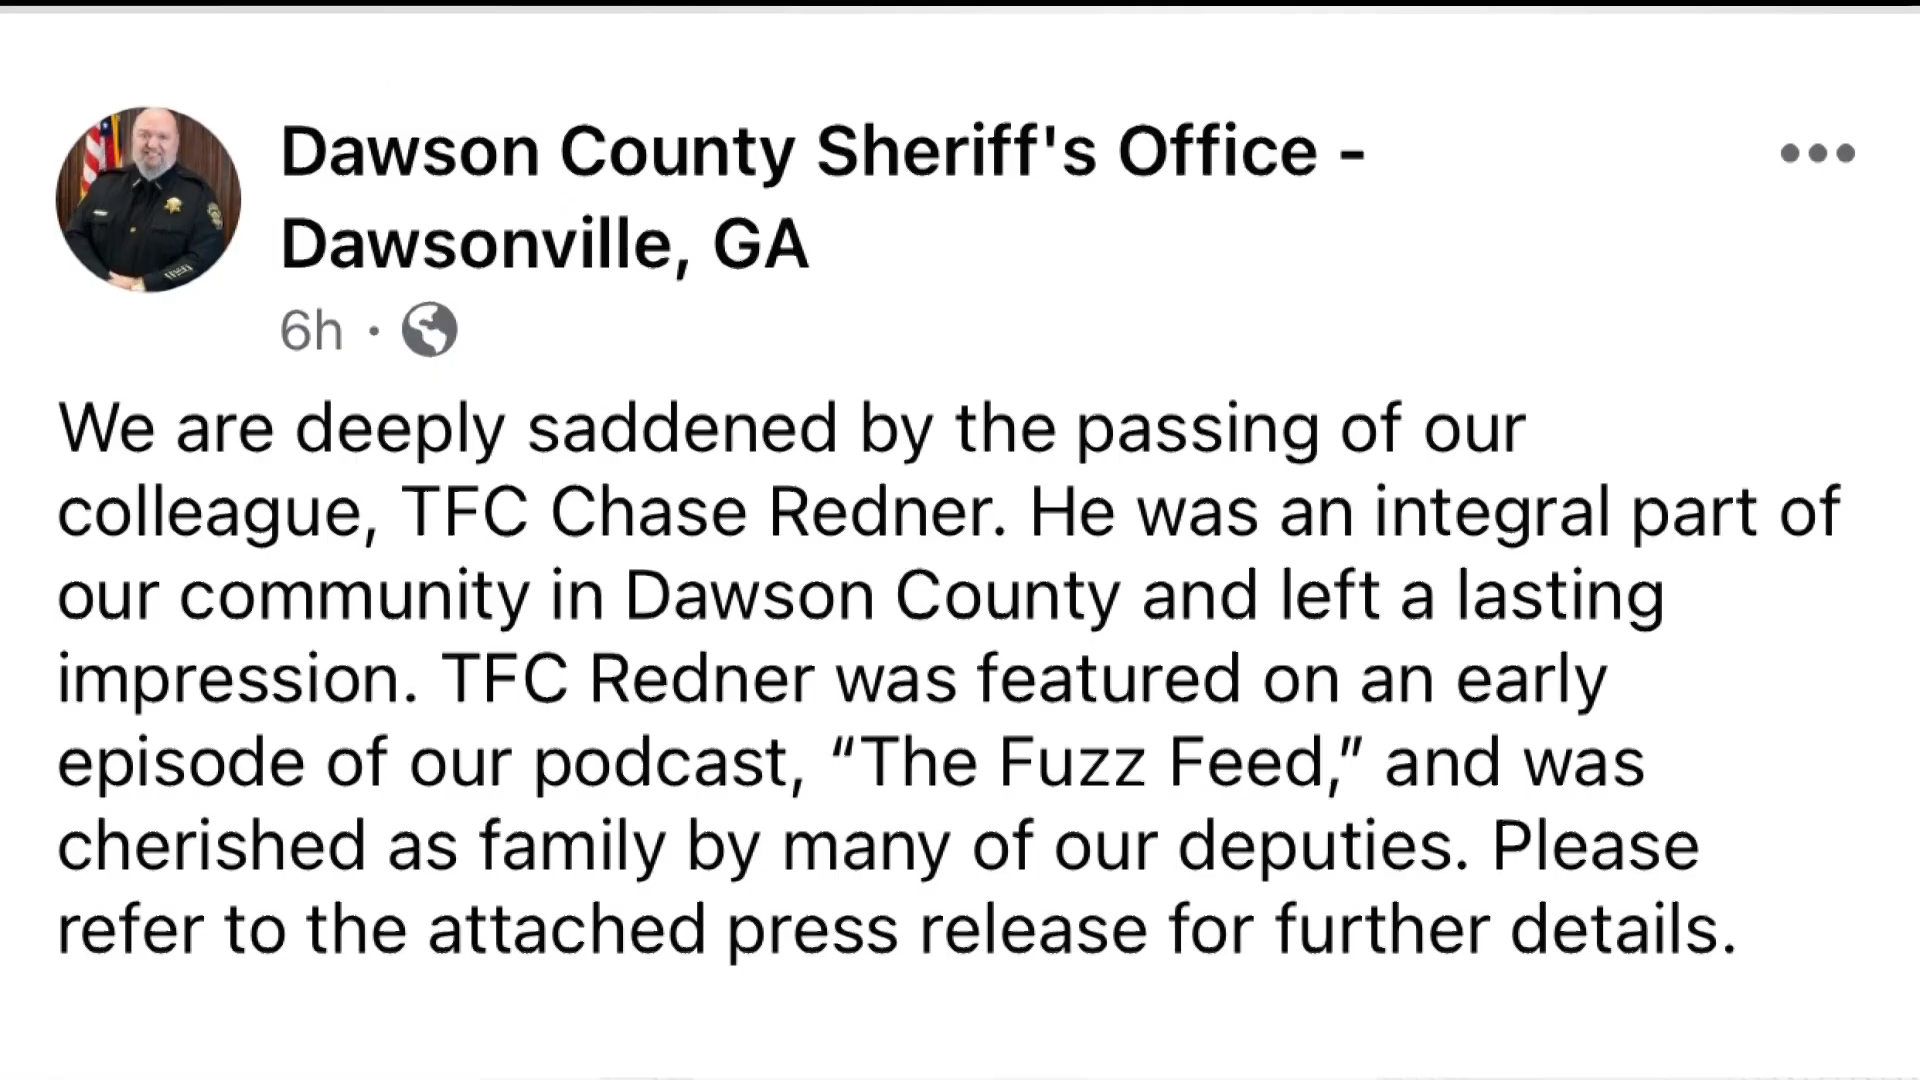 Dawson County Sheriff's Office -
Dawsonville, GA
6h ·
We are deeply saddened by the passing of our
colleague, TFC Chase Redner. He was an integral part of
our community in Dawson County and left a lasting
impression. TFC Redner was featured on an early
episode of our podcast, “The Fuzz Feed,” and was
cherished as family by many of our deputies. Please
refer to the attached press release for further details.